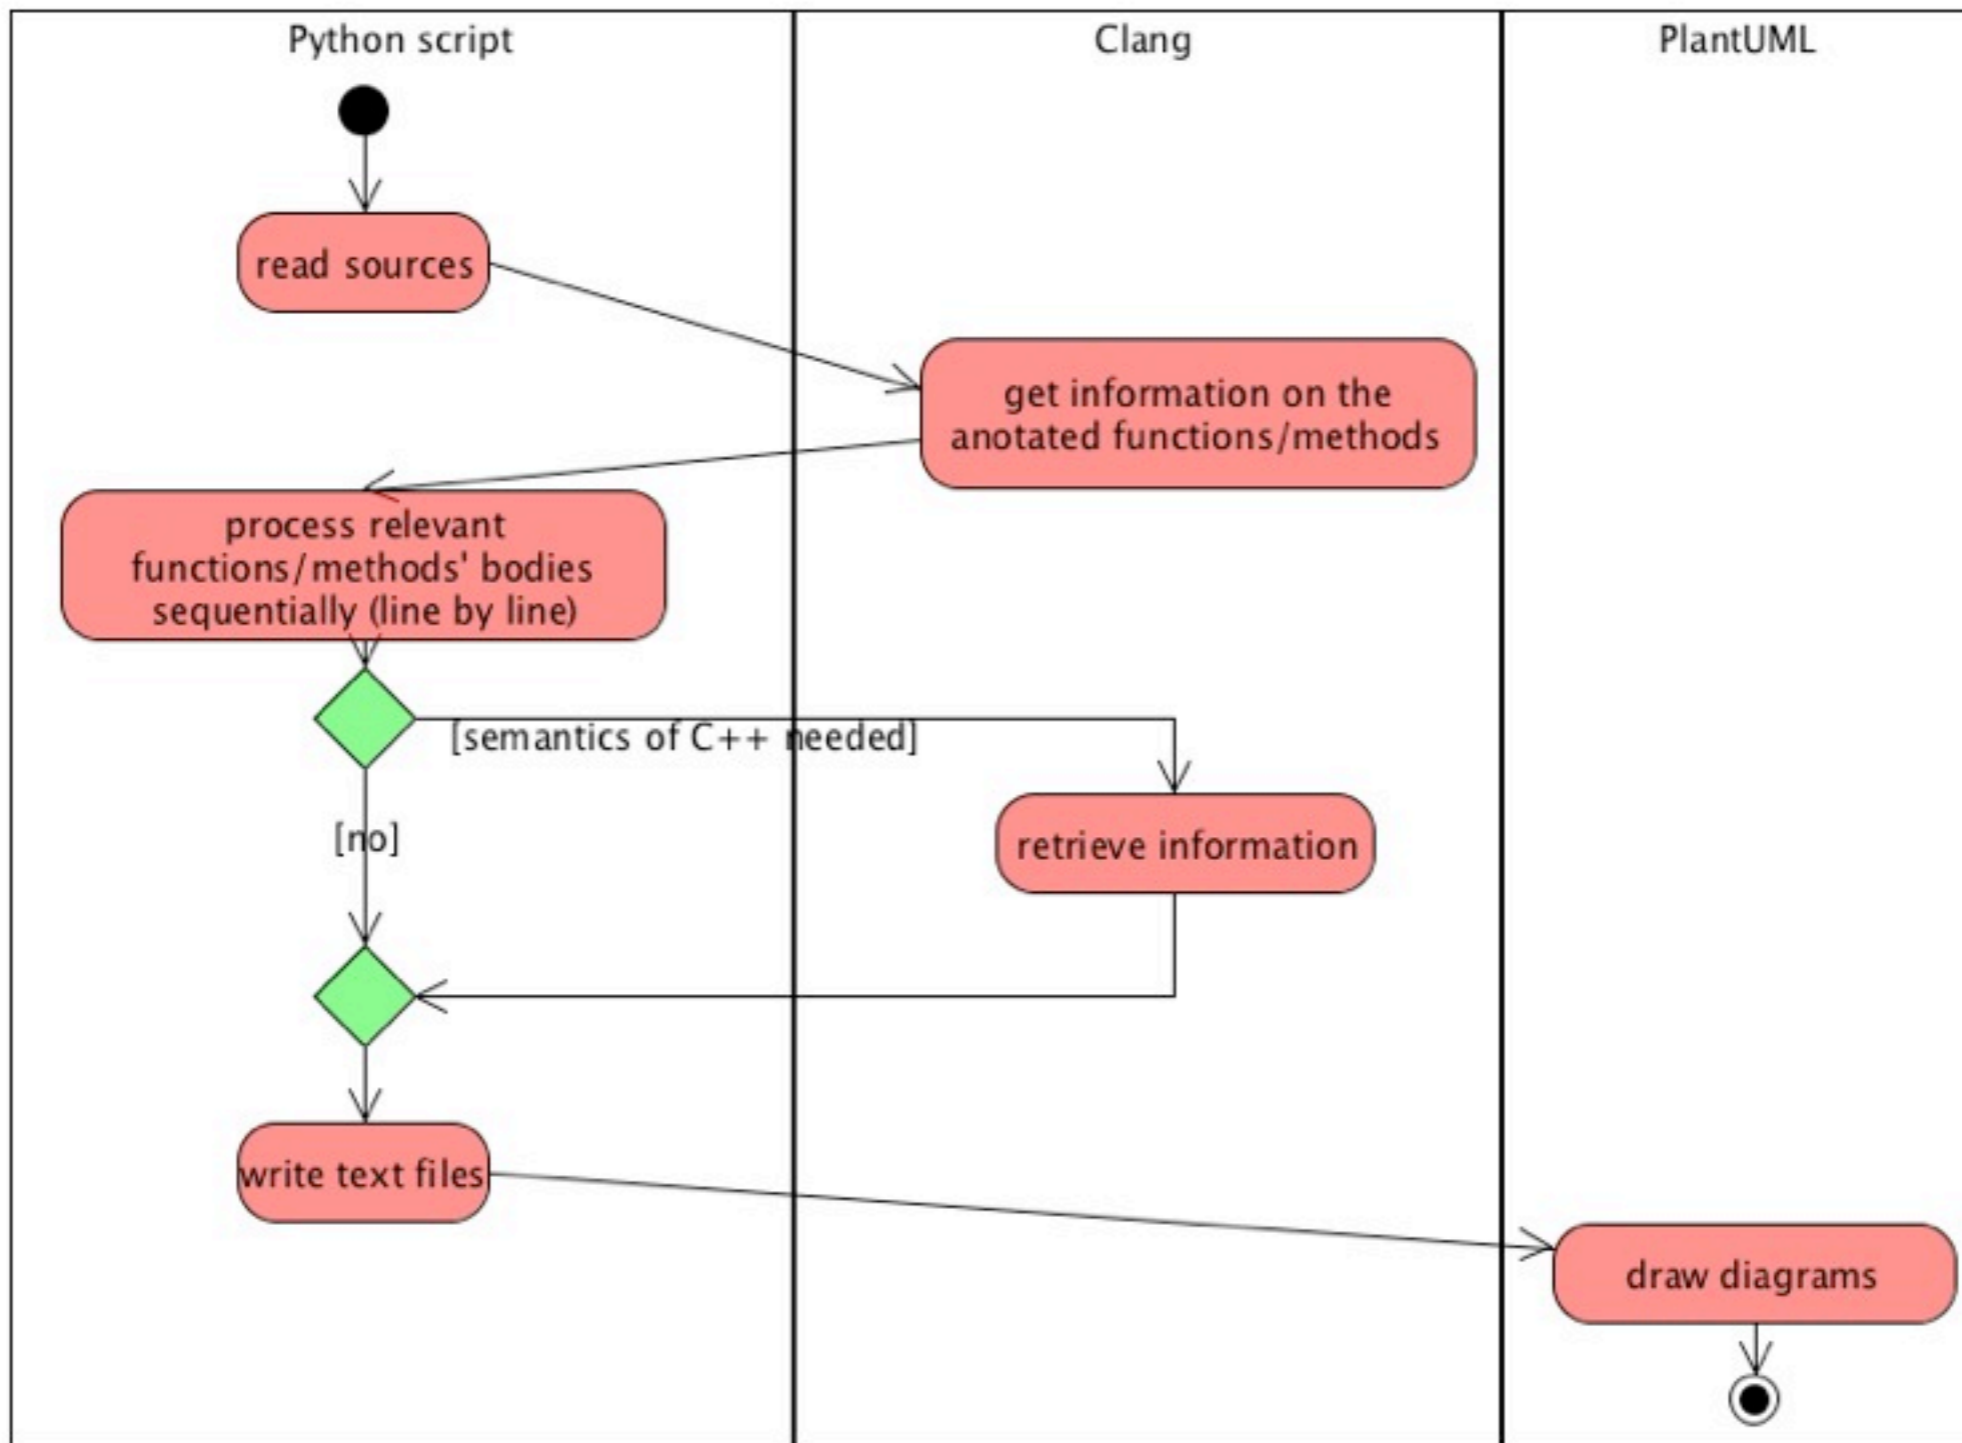 Python script
Clang
PlantUML
read sources
get information on the
anotated functions/methods
process relevant
functions/methods' bodies
sequentially (line by line)
[semantics of C++ needed]
[no]
retrieve information
write text files
draw diagrams